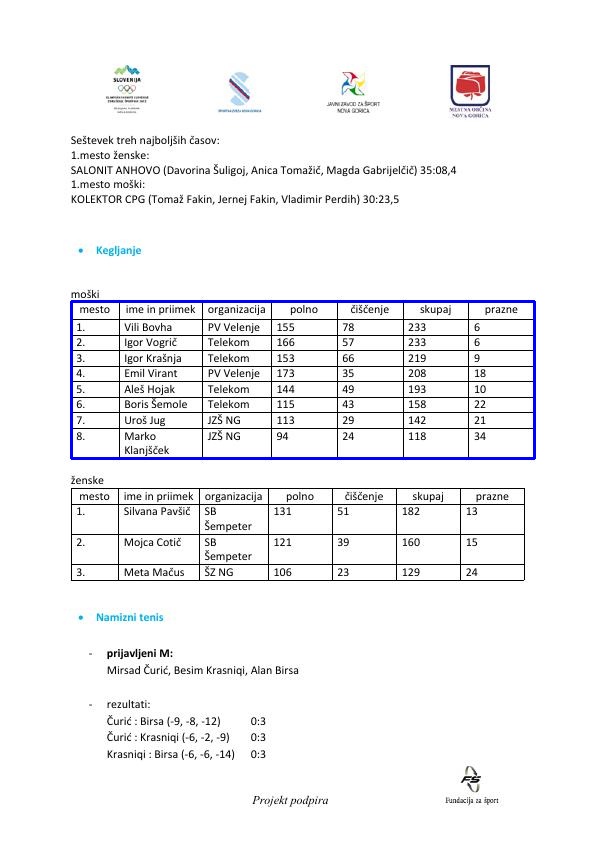 SLOVENIJA
ŠPORTNA ZVEZA NOVA GORICA
JAVNI ZAVOD ZA ŠPORT
NOVA GORICA
MESTNA OBČINA
NOVA GORICA
Seštevek treh najboljših časov:
1.mesto ženske:
SALONIT ANHOVO (Davorina Šuligoj, Anica Tomažič, Magda Gabrijelčič) 35:08,4
1.mesto moški:
KOLEKTOR CPG (Tomaž Fakin, Jernej Fakin, Vladimir Perdih) 30:23,5
• Kegljanje
moški
mesto ime in priimek organizacija polno čiščenje skupaj prazne
1. Vili Bovha PV Velenje 155 78 233 6
2. Igor Vogrič Telekom 166 57 233 6
3. Igor Krašnja Telekom 153 66 219 9
4. Emil Virant PV Velenje 173 35 208 18
5. Aleš Hojak Telekom 144 49 193 10
6. Boris Šemole Telekom 115 43 158 22
7. Uroš Jug JZŠ NG 113 29 142 21
8. Marko JZŠ NG 94 24 118 34
Klanjšček
ženske
mesto ime in priimek organizacija polno čiščenje skupaj prazne
1. Silvana Pavšič SB 131 51 182 13
Šempeter
2. Mojca Cotič SB 121 39 160 15
Šempeter
3. Meta Mačus ŠZ NG 106 23 129 24
• Namizni tenis
- prijavljeni M:
Mirsad Čurić, Besim Krasniqi, Alan Birsa
- rezultati:
Čurić : Birsa (-9, -8, -12) 0:3
Čurić : Krasniqi (-6, -2, -9) 0:3
Krasniqi : Birsa (-6, -6, -14) 0:3
Projekt podpira
FS
Fundacija za šport